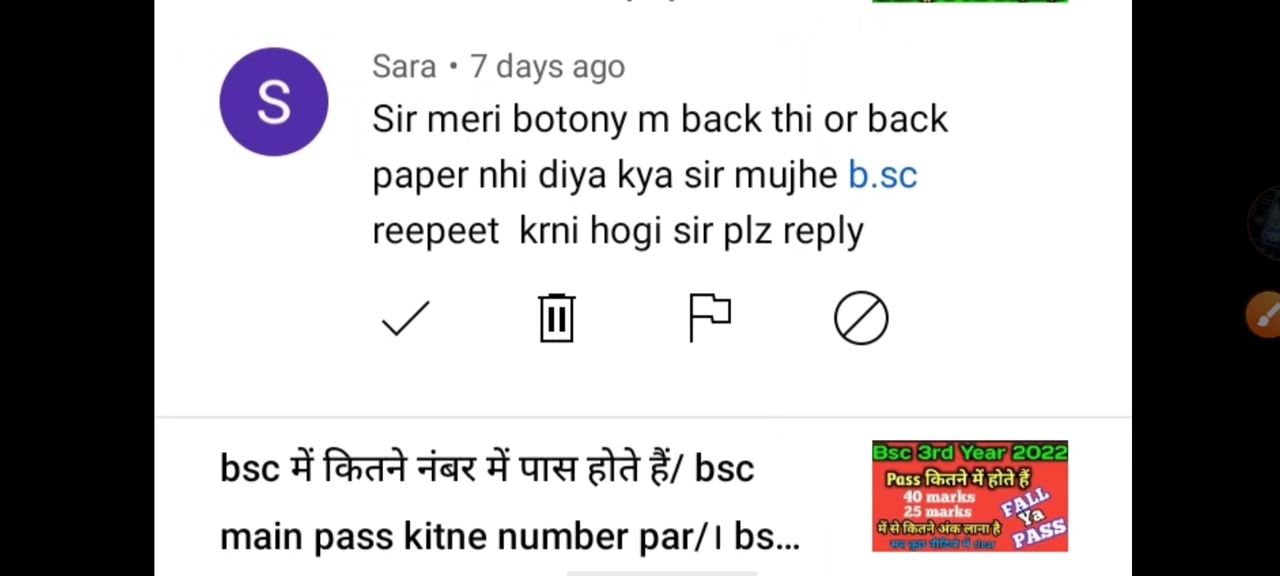 S
Sara • 7 days ago
Sir meri botony m back thi or back
paper nhi diya kya sir mujhe b.sc
reepeet krni hogi sir plz reply
bsc में कितने नंबर में पास होते हैं/ bsc
main pass kitne number par/। bs...
Bsc 3rd Year 2022
Pass कितने में होते हैं
40 marks
25 marks
में से कितने अंक लाना है
FALL
Ya
PASS